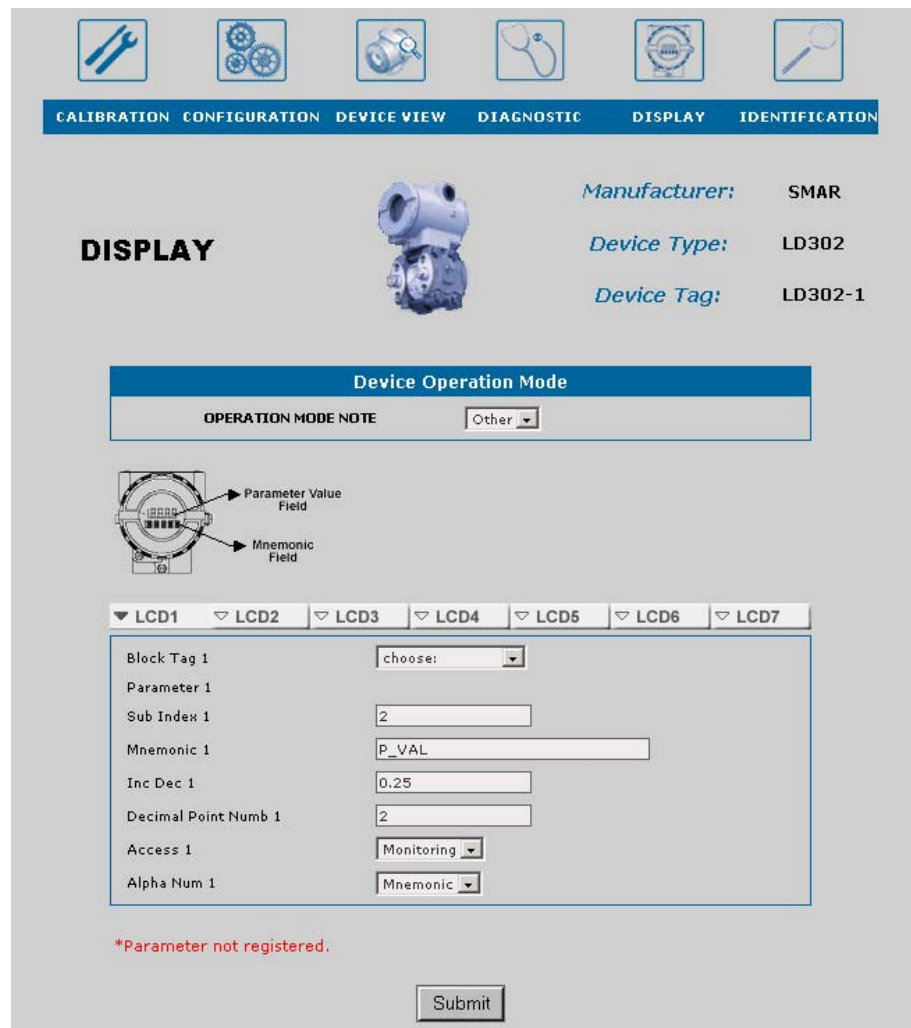 CALIBRATION CONFIGURATION DEVICE VIEW DIAGNOSTIC DISPLAY IDENTIFICATION
DISPLAY
Manufacturer: SMAR
Device Type: LD302
Device Tag: LD302-1
Device Operation Mode
OPERATION MODE NOTE Other
Parameter Value
Field
Mnemonic
Field
LCD1 LCD2 LCD3 LCD4 LCD5 LCD6 LCD7
Block Tag 1 choose:
Parameter 1
Sub Index 1 2
Mnemonic 1 P_VAL
Inc Dec 1 0.25
Decimal Point Numb 1 2
Access 1 Monitoring
Alpha Num 1 Mnemonic
*Parameter not registered.
Submit